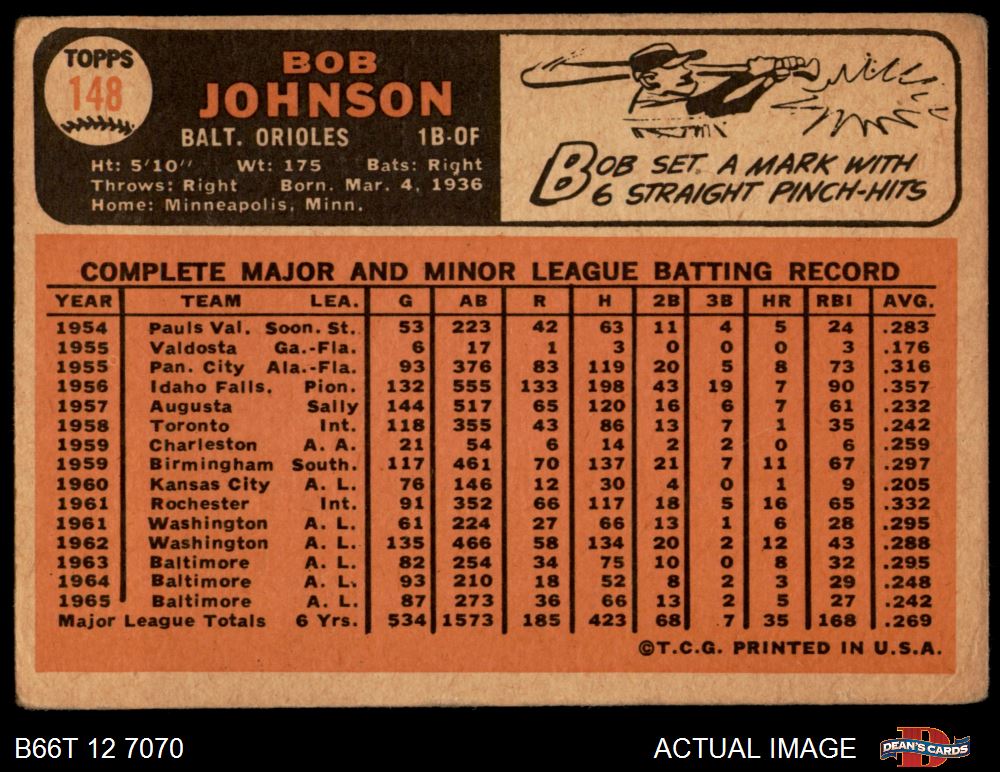 TOPPS
148
BOB
JOHNSON
BALT. ORIOLES 1B-OF
Ht: 5'10'' Wt: 175 Bats: Right
Throws: Right Born. Mar. 4, 1936
Home: Minneapolis, Minn.
BOB SET A MARK WITH
6 STRAIGHT PINCH-HITS
COMPLETE MAJOR AND MINOR LEAGUE BATTING RECORD
YEAR TEAM LEA. G AB R H 2B 3B HR RBI AVG.
1954 Pauls Val. Soon. St. 53 223 42 63 11 4 5 24 .283
1955 Valdosta Ga.-Fla. 6 17 1 3 0 0 0 3 .176
1955 Pan. City Ala.-Fla. 93 376 83 119 20 5 8 73 .316
1956 Idaho Falls. Pion. 132 555 133 198 43 19 7 90 .357
1957 Augusta Sally 144 517 65 120 16 6 7 61 .232
1958 Toronto Int. 118 355 43 86 13 7 1 35 .242
1959 Charleston A. A. 21 54 6 14 2 2 0 6 .259
1959 Birmingham South. 117 461 70 137 21 7 11 67 .297
1960 Kansas City A. L. 76 146 12 30 4 0 1 9 .205
1961 Rochester Int. 91 352 66 117 18 5 16 65 .332
1961 Washington A. L. 61 224 27 66 13 1 6 28 .295
1962 Washington A. L. 135 466 58 134 20 2 12 43 .288
1963 Baltimore A. L. 82 254 34 75 10 0 8 32 .295
1964 Baltimore A. L. 93 210 18 52 8 2 3 29 .248
1965 Baltimore A. L. 87 273 36 66 13 2 5 27 .242
Major League Totals 6 Yrs. 534 1573 185 423 68 7 35 168 .269
©T.C.G. PRINTED IN U.S.A.
B66T 12 7070 ACTUAL IMAGE DEAN'S CARDS